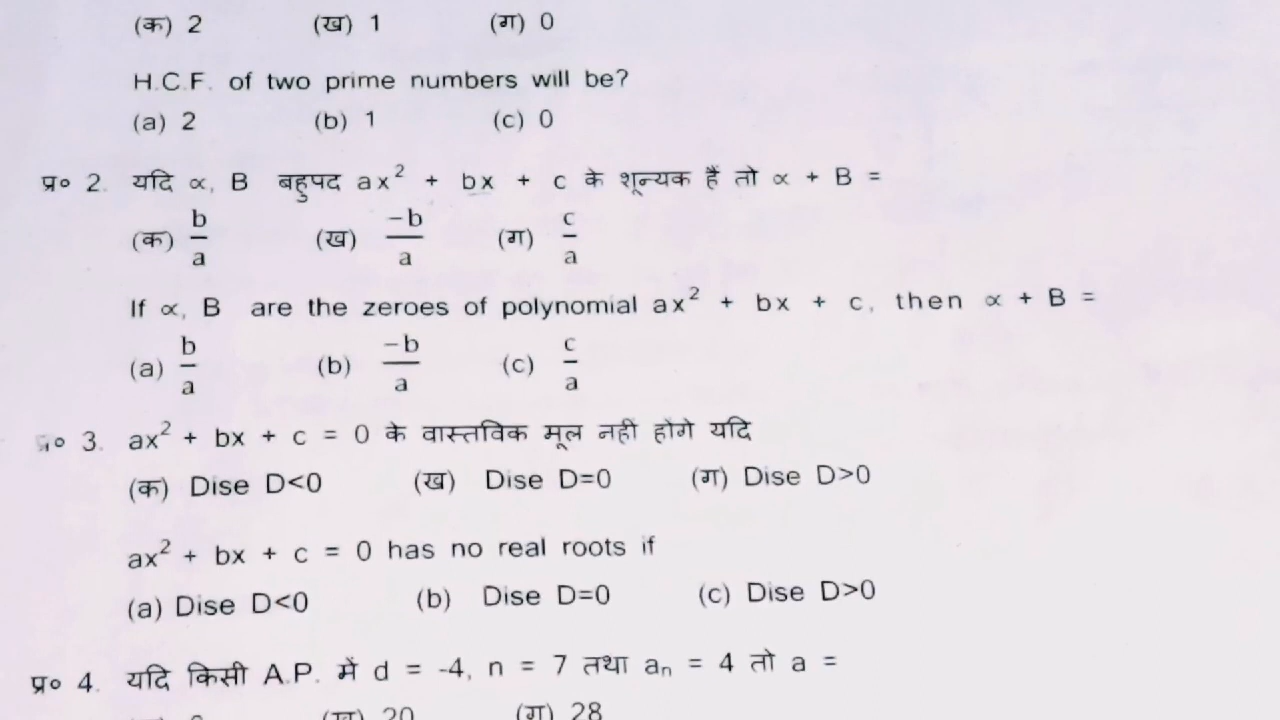 (क) 2 (ख) 1 (ग) 0
H.C.F. of two prime numbers will be?
(a) 2 (b) 1 (c) 0
प्र० 2. यदि ∝, B बहुपद ax² + bx + c के शून्यक हैं तो ∝ + B =
(क) b/a (ख) -b/a (ग) c/a
If ∝, B are the zeroes of polynomial ax² + bx + c, then ∝ + B =
(a) b/a (b) -b/a (c) c/a
प्र० 3. ax² + bx + c = 0 के वास्तविक मूल नहीं होंगे यदि
(क) Dise D<0 (ख) Dise D=0 (ग) Dise D>0
ax² + bx + c = 0 has no real roots if
(a) Dise D<0 (b) Dise D=0 (c) Dise D>0
प्र० 4. यदि किसी A.P. में d = -4, n = 7 तथा aₙ = 4 तो a =
(ख) 20 (ग) 28